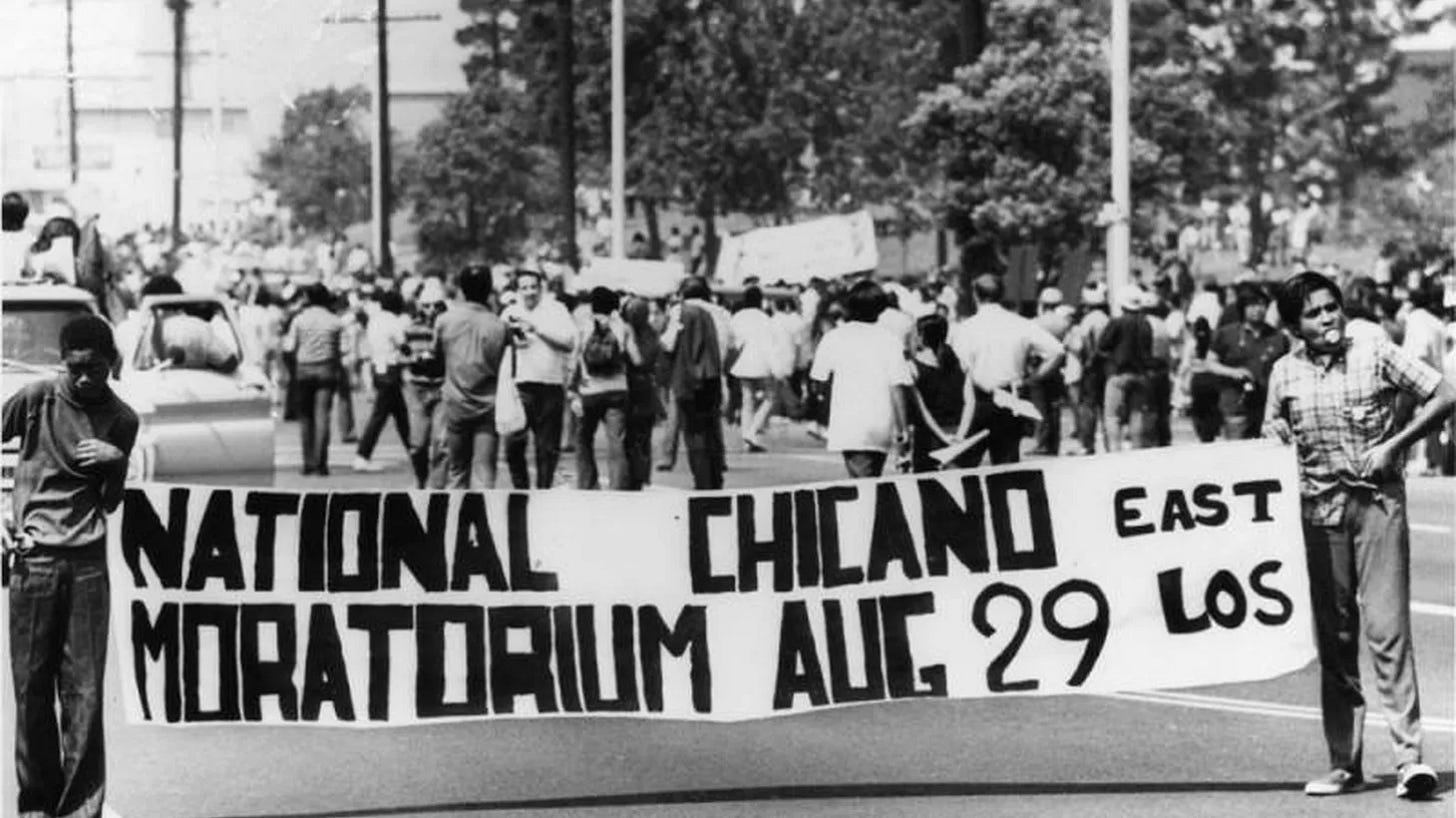 NATIONAL CHICANO EAST
MORATORIUM AUG 29 LOS